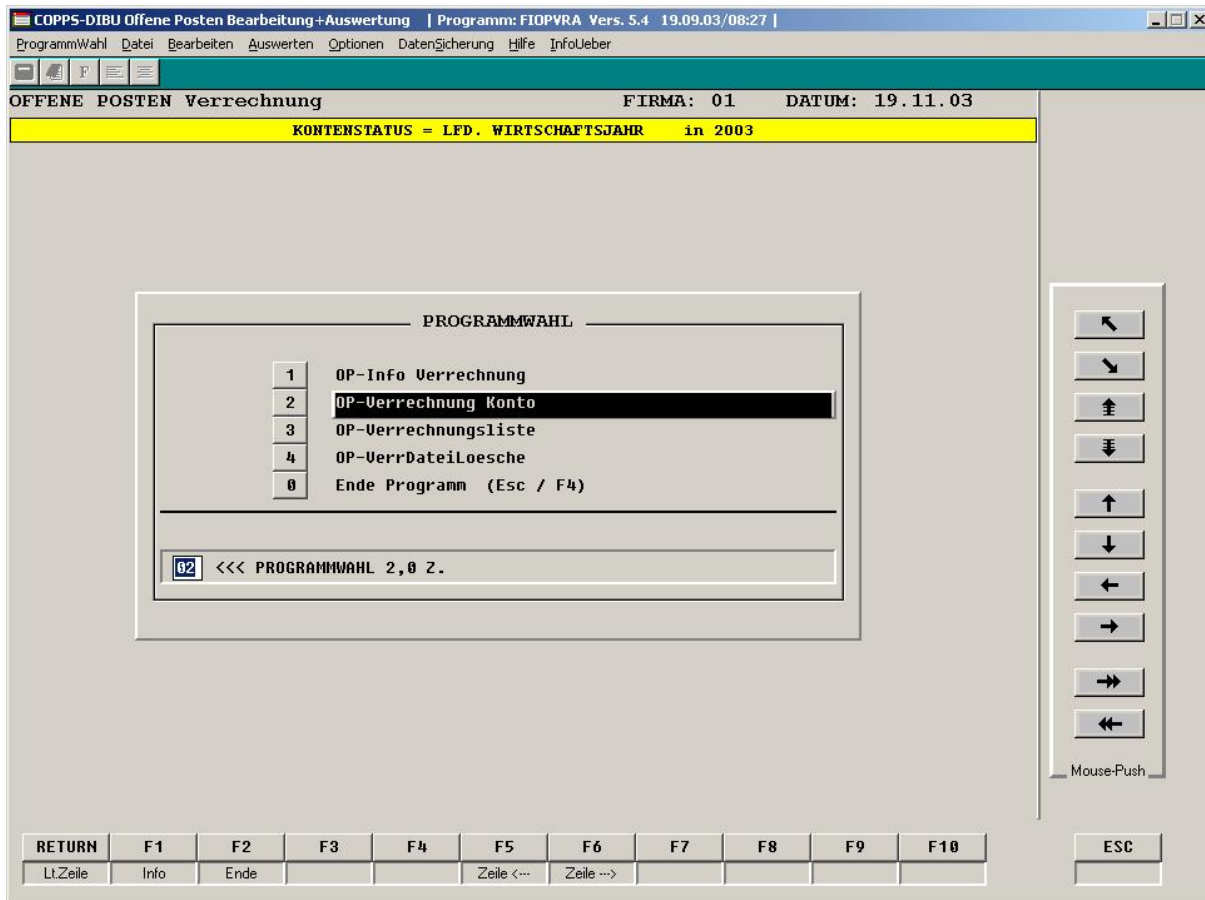 COPPS-DIBU Offene Posten Bearbeitung+Auswertung | Programm: FIOPVRA Vers. 5.4 19.09.03/08:27 |
ProgrammWahl Datei Bearbeiten Auswerten Optionen DatenSicherung Hilfe InfoUeber
F
OFFENE POSTEN Verrechnung FIRMA: 01 DATUM: 19.11.03
KONTENSTATUS = LFD. WIRTSCHAFTSJAHR in 2003
PROGRAMMWAHL
1 OP-Info Verrechnung
2 OP-Verrechnung Konto
3 OP-Verrechnungsliste
4 OP-VerrDateiLoesche
0 Ende Programm (Esc / F4)
02 <<< PROGRAMMWAHL 2,0 Z.
Mouse-Push
RETURN F1 F2 F3 F4 F5 F6 F7 F8 F9 F10 ESC
Lt.Zeile Info Ende Zeile <--- Zeile --->